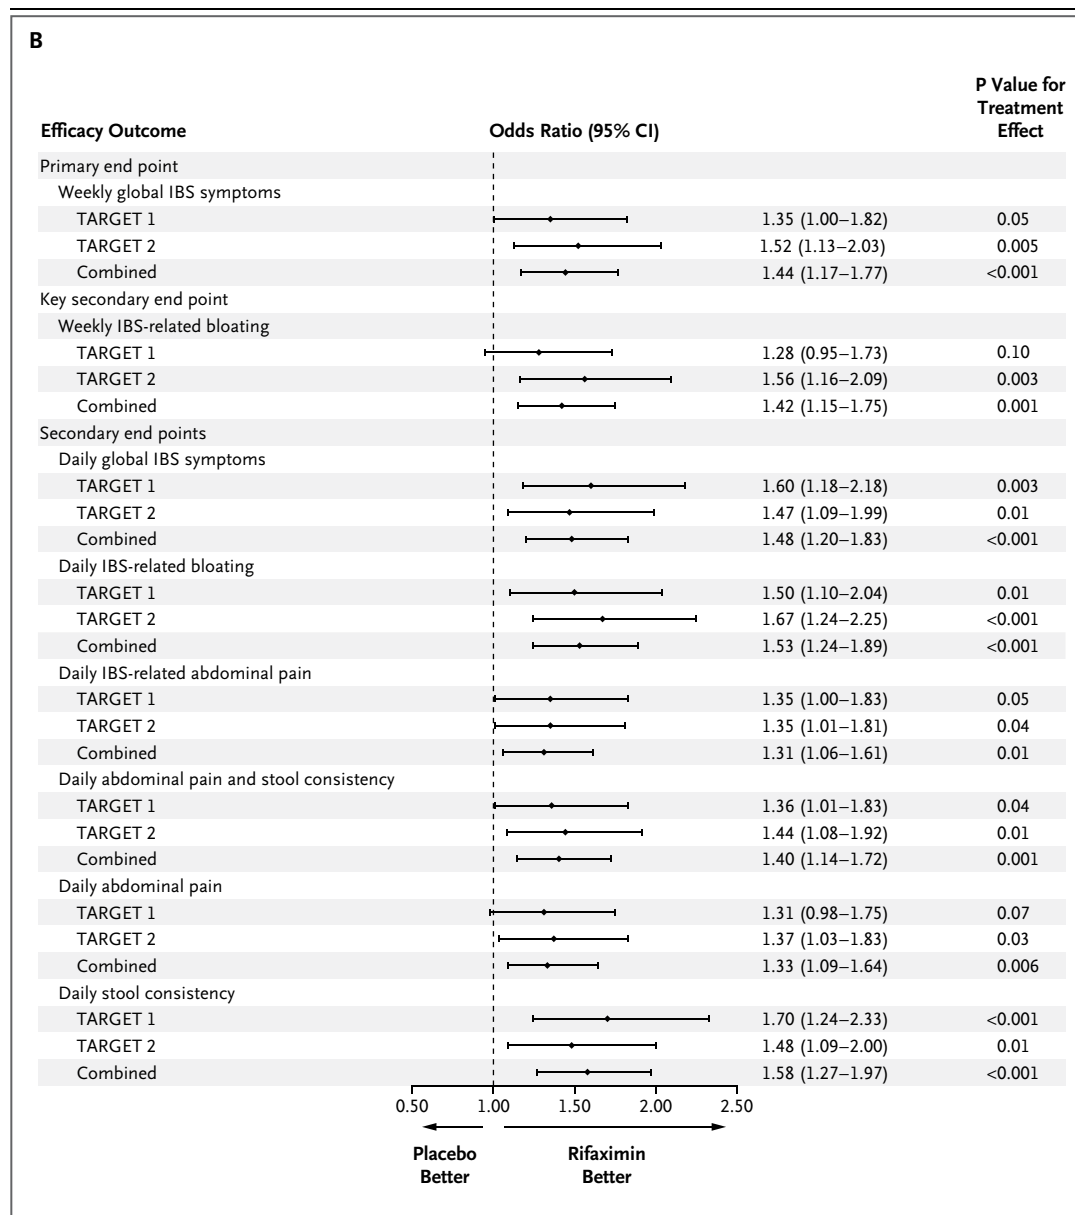 B
P Value for
Treatment
Effect
Efficacy Outcome Odds Ratio (95% CI)
Primary end point
Weekly global IBS symptoms
TARGET 1 1.35 (1.00–1.82) 0.05
TARGET 2 1.52 (1.13–2.03) 0.005
Combined 1.44 (1.17–1.77) <0.001
Key secondary end point
Weekly IBS-related bloating
TARGET 1 1.28 (0.95–1.73) 0.10
TARGET 2 1.56 (1.16–2.09) 0.003
Combined 1.42 (1.15–1.75) 0.001
Secondary end points
Daily global IBS symptoms
TARGET 1 1.60 (1.18–2.18) 0.003
TARGET 2 1.47 (1.09–1.99) 0.01
Combined 1.48 (1.20–1.83) <0.001
Daily IBS-related bloating
TARGET 1 1.50 (1.10–2.04) 0.01
TARGET 2 1.67 (1.24–2.25) <0.001
Combined 1.53 (1.24–1.89) <0.001
Daily IBS-related abdominal pain
TARGET 1 1.35 (1.00–1.83) 0.05
TARGET 2 1.35 (1.01–1.81) 0.04
Combined 1.31 (1.06–1.61) 0.01
Daily abdominal pain and stool consistency
TARGET 1 1.36 (1.01–1.83) 0.04
TARGET 2 1.44 (1.08–1.92) 0.01
Combined 1.40 (1.14–1.72) 0.001
Daily abdominal pain
TARGET 1 1.31 (0.98–1.75) 0.07
TARGET 2 1.37 (1.03–1.83) 0.03
Combined 1.33 (1.09–1.64) 0.006
Daily stool consistency
TARGET 1 1.70 (1.24–2.33) <0.001
TARGET 2 1.48 (1.09–2.00) 0.01
Combined 1.58 (1.27–1.97) <0.001
0.50 1.00 1.50 2.00 2.50
Placebo Rifaximin
Better Better